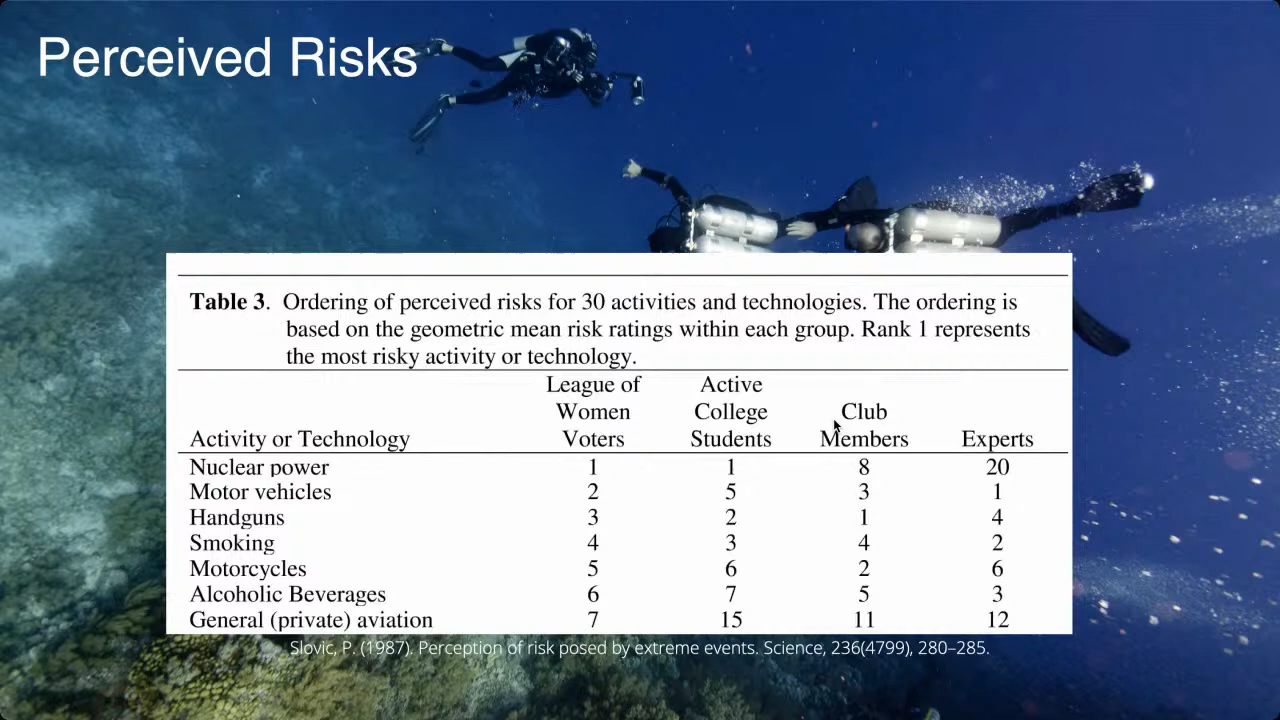 Perceived Risks
Table 3. Ordering of perceived risks for 30 activities and technologies. The ordering is
based on the geometric mean risk ratings within each group. Rank 1 represents
the most risky activity or technology.
League of Active
Women College Club
Activity or Technology Voters Students Members Experts
Nuclear power 1 1 8 20
Motor vehicles 2 5 3 1
Handguns 3 2 1 4
Smoking 4 3 4 2
Motorcycles 5 6 2 6
Alcoholic Beverages 6 7 5 3
General (private) aviation 7 15 11 12
Slovic, P. (1987). Perception of risk posed by extreme events. Science, 236(4799), 280–285.